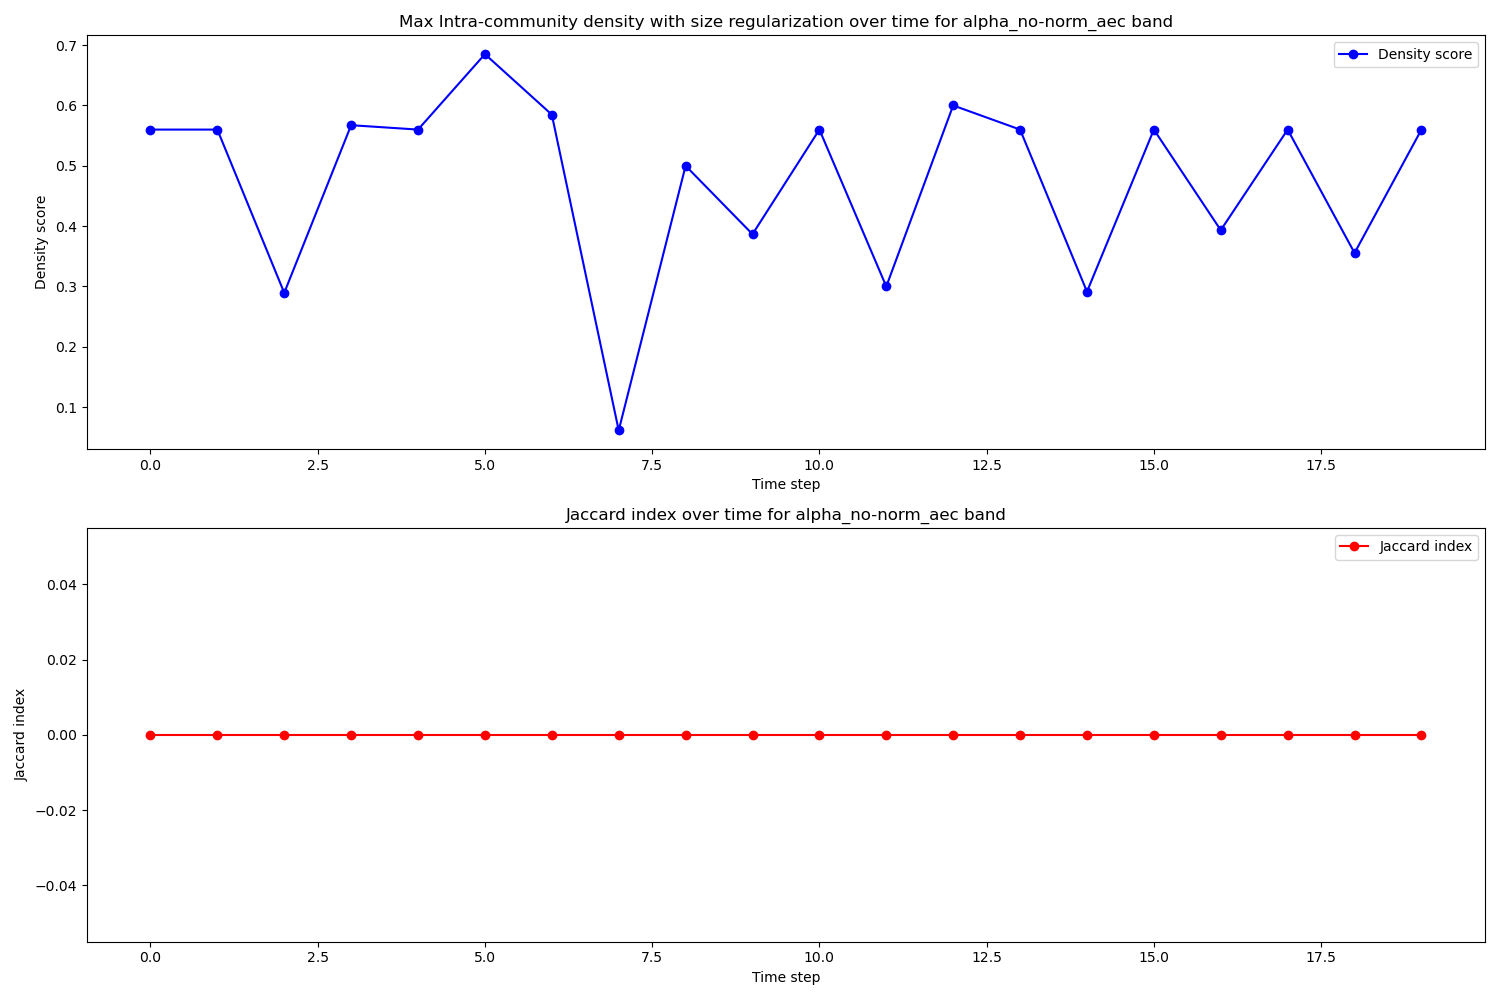 Max Intra-community density with size regularization over time for alpha_no-norm_aec band
Density score
0.7
0.6
0.5
0.4
0.3
0.2
0.1
Density score
0.0 2.5 5.0 7.5 10.0 12.5 15.0 17.5
Time step
Jaccard index over time for alpha_no-norm_aec band
Jaccard index
0.04
0.02
0.00
−0.02
−0.04
Jaccard index
0.0 2.5 5.0 7.5 10.0 12.5 15.0 17.5
Time step